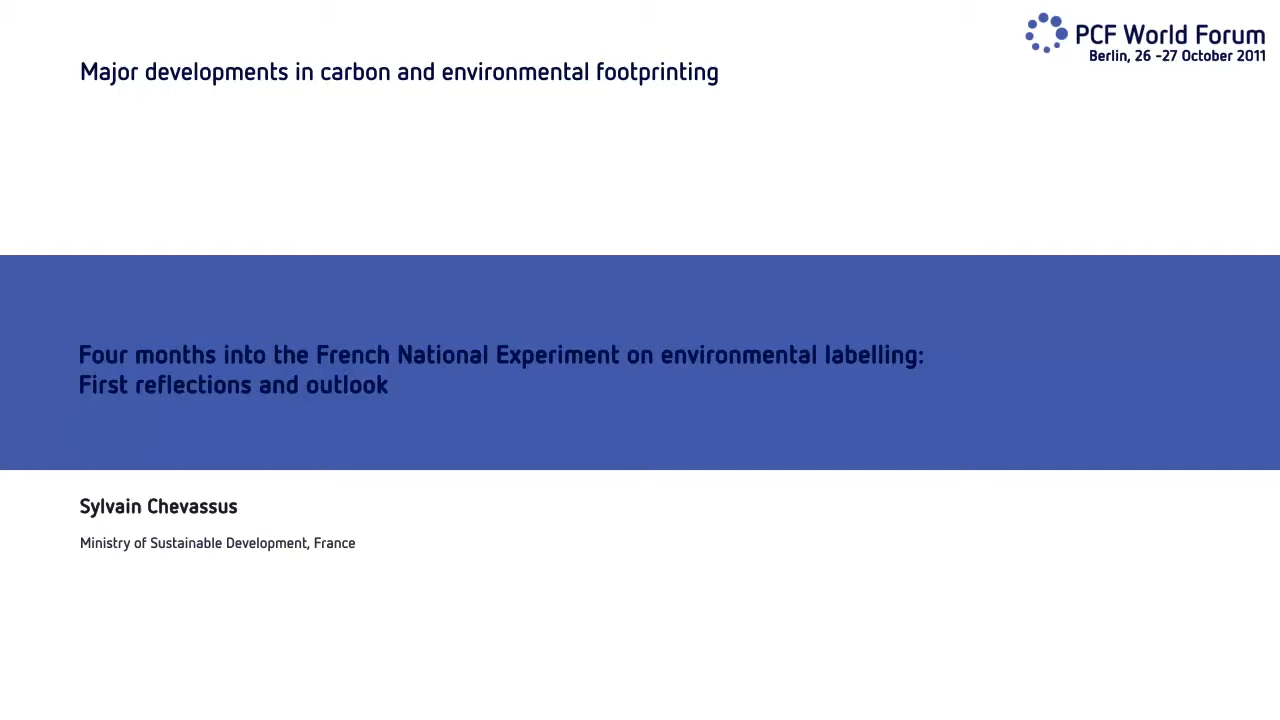 PCF World Forum
Berlin, 26 -27 October 2011
Major developments in carbon and environmental footprinting
Four months into the French National Experiment on environmental labelling:
First reflections and outlook
Sylvain Chevassus
Ministry of Sustainable Development, France